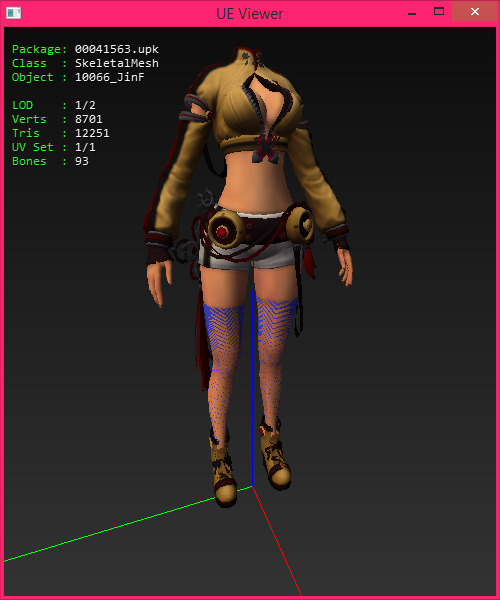 UE Viewer
Package: 00041563.upk
Class  : SkeletalMesh
Object : 10066_JinF
LOD    : 1/2
Verts  : 8701
Tris   : 12251
UV Set : 1/1
Bones  : 93